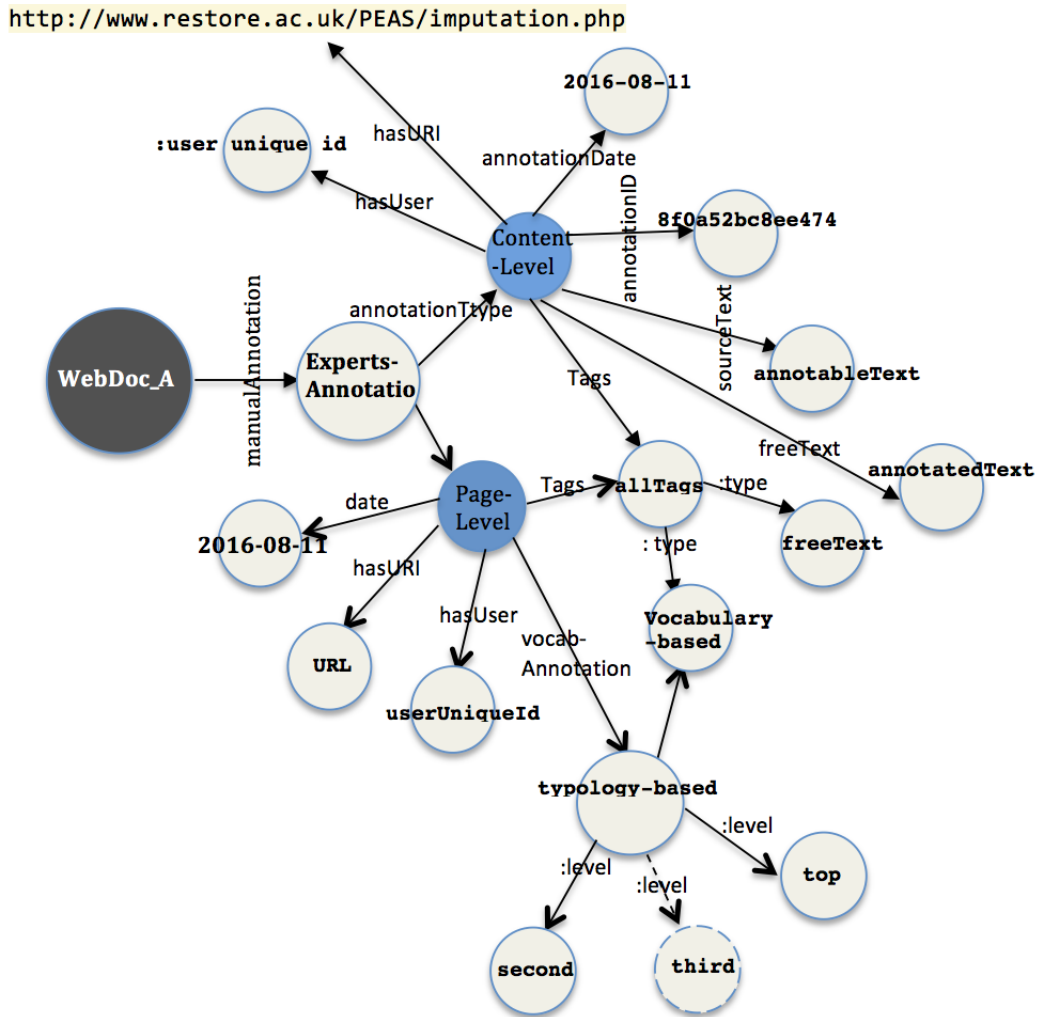 http://www.restore.ac.uk/PEAS/imputation.php
2016-08-11
hasURI
:user unique id
annotationDate
hasUser
annotationID
8f0a52bc8ee474
Content
-Level
manualAnnotation
annotationTtype
sourceText
Experts-
Annotatio
WebDoc_A
Tags
annotableText
freeText
annotatedText
Page-
Level
Tags
allTags
:type
date
2016-08-11
freeText
: type
hasURI
hasUser
vocab-
Annotation
Vocabulary
-based
URL
userUniqueId
typology-based
:level
:level
:level
top
second
third